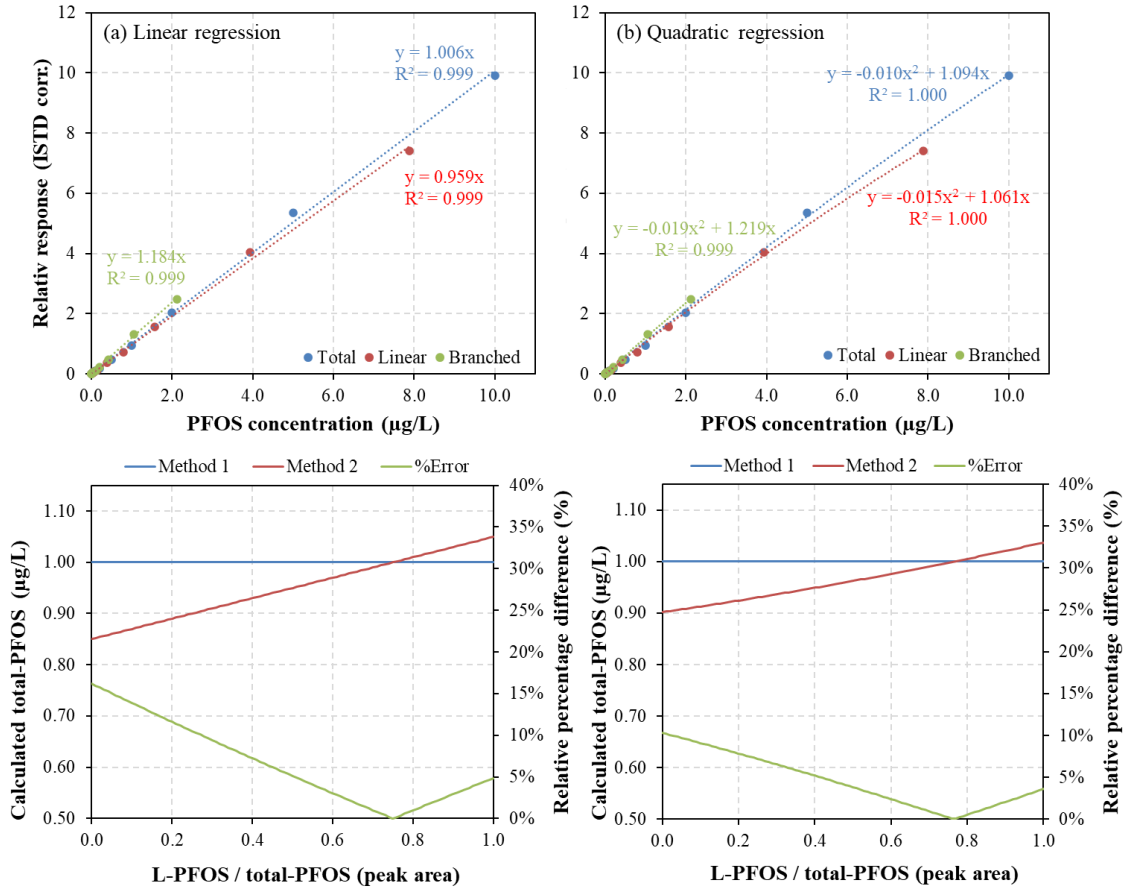 (a) Linear regression
y = 1.006x
R² = 0.999
y = 0.959x
R² = 0.999
y = 1.184x
R² = 0.999
Total Linear Branched
12
10
8
6
4
2
0
0.0 2.0 4.0 6.0 8.0 10.0
Relativ response (ISTD corr.)
PFOS concentration (µg/L)
(b) Quadratic regression
y = -0.010x² + 1.094x
R² = 1.000
y = -0.015x² + 1.061x
R² = 1.000
y = -0.019x² + 1.219x
R² = 0.999
Total Linear Branched
12
10
8
6
4
2
0
0.0 2.0 4.0 6.0 8.0 10.0
PFOS concentration (µg/L)
Method 1 Method 2 %Error
1.10
1.00
0.90
0.80
0.70
0.60
0.50
Calculated total-PFOS (µg/L)
40%
35%
30%
25%
20%
15%
10%
5%
0%
Relative percentage difference (%)
0.0 0.2 0.4 0.6 0.8 1.0
L-PFOS / total-PFOS (peak area)
Method 1 Method 2 %Error
1.10
1.00
0.90
0.80
0.70
0.60
0.50
Calculated total-PFOS (µg/L)
40%
35%
30%
25%
20%
15%
10%
5%
0%
Relative percentage difference (%)
0.0 0.2 0.4 0.6 0.8 1.0
L-PFOS / total-PFOS (peak area)